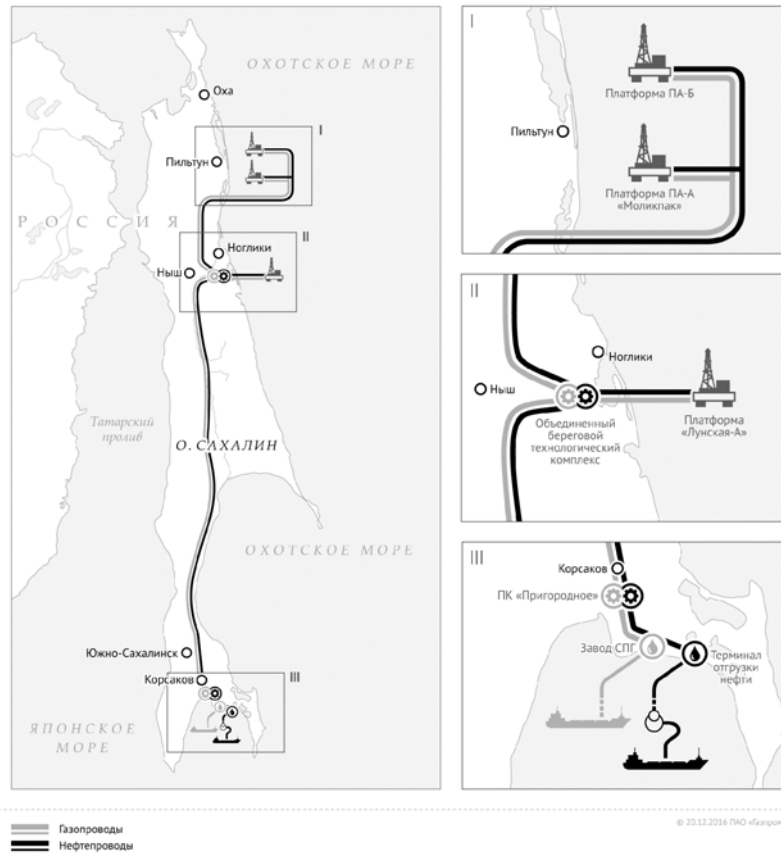 ОХОТСКОЕ МОРЕ
Оха
I
Пильтун
РОССИЯ
II
Ноглики
Ныш
Татарский
пролив
О. САХАЛИН
ОХОТСКОЕ МОРЕ
Южно-Сахалинск
Корсаков
III
ЯПОНСКОЕ
МОРЕ
I
Платформа ПА-Б
Пильтун
Платформа ПА-А
«Моликпак»
II
Ноглики
Ныш
Объединенный
береговой
технологический
комплекс
Платформа
«Лунская-А»
III
Корсаков
ПК «Пригородное»
Завод СПГ
Терминал
отгрузки
нефти
Газопроводы
Нефтепроводы
© 20.12.2016 ПАО «Газпром